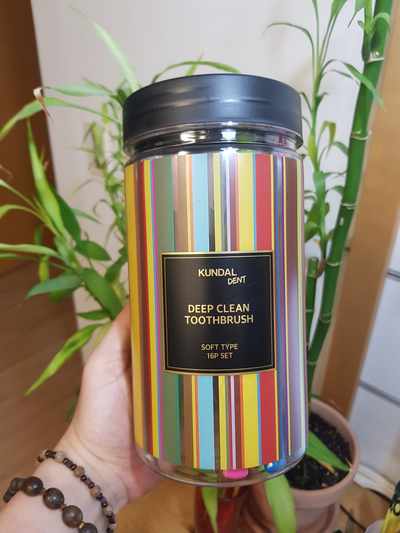 KUNDAL
DENT
DEEP CLEAN
TOOTHBRUSH
SOFT TYPE
16P SET